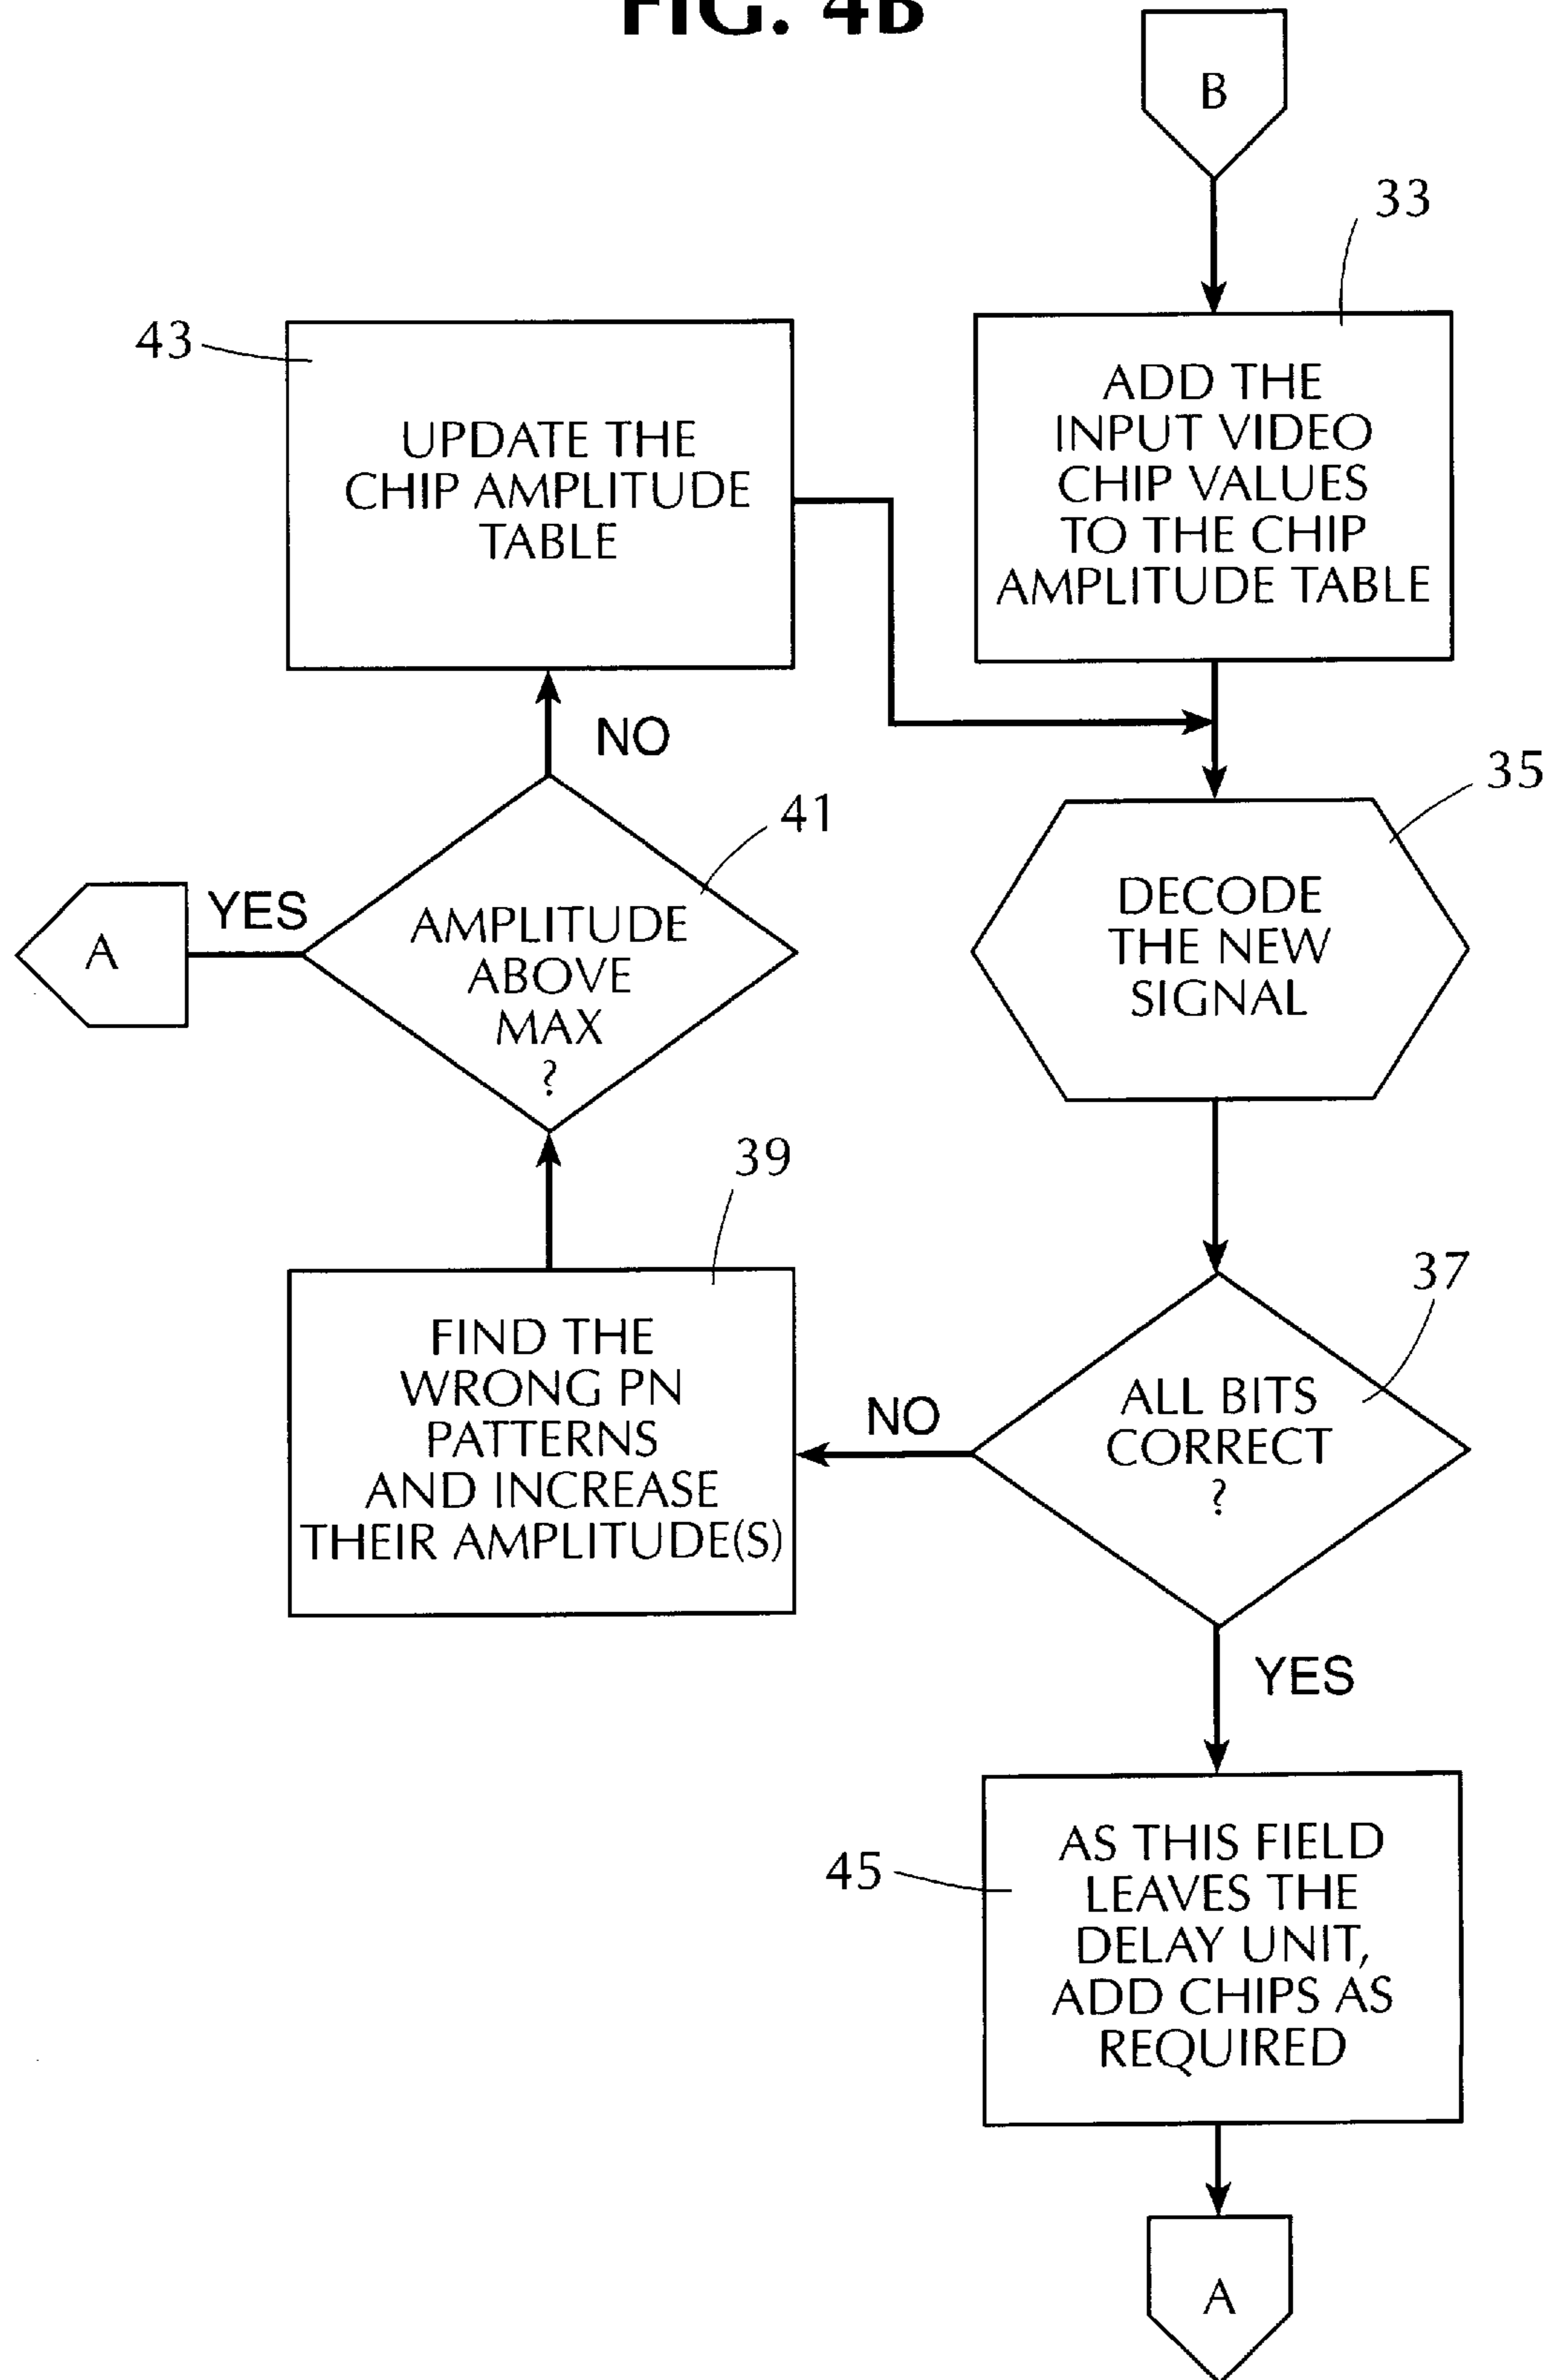 FIG. 4B
B
33
ADD THE
INPUT VIDEO
CHIP VALUES
TO THE CHIP
AMPLITUDE TABLE
43
UPDATE THE
CHIP AMPLITUDE
TABLE
NO
35
DECODE
THE NEW
SIGNAL
41
AMPLITUDE
ABOVE
MAX
?
YES
A
39
FIND THE
WRONG PN
PATTERNS
AND INCREASE
THEIR AMPLITUDE(S)
NO
37
ALL BITS
CORRECT
?
YES
45
AS THIS FIELD
LEAVES THE
DELAY UNIT,
ADD CHIPS AS
REQUIRED
A